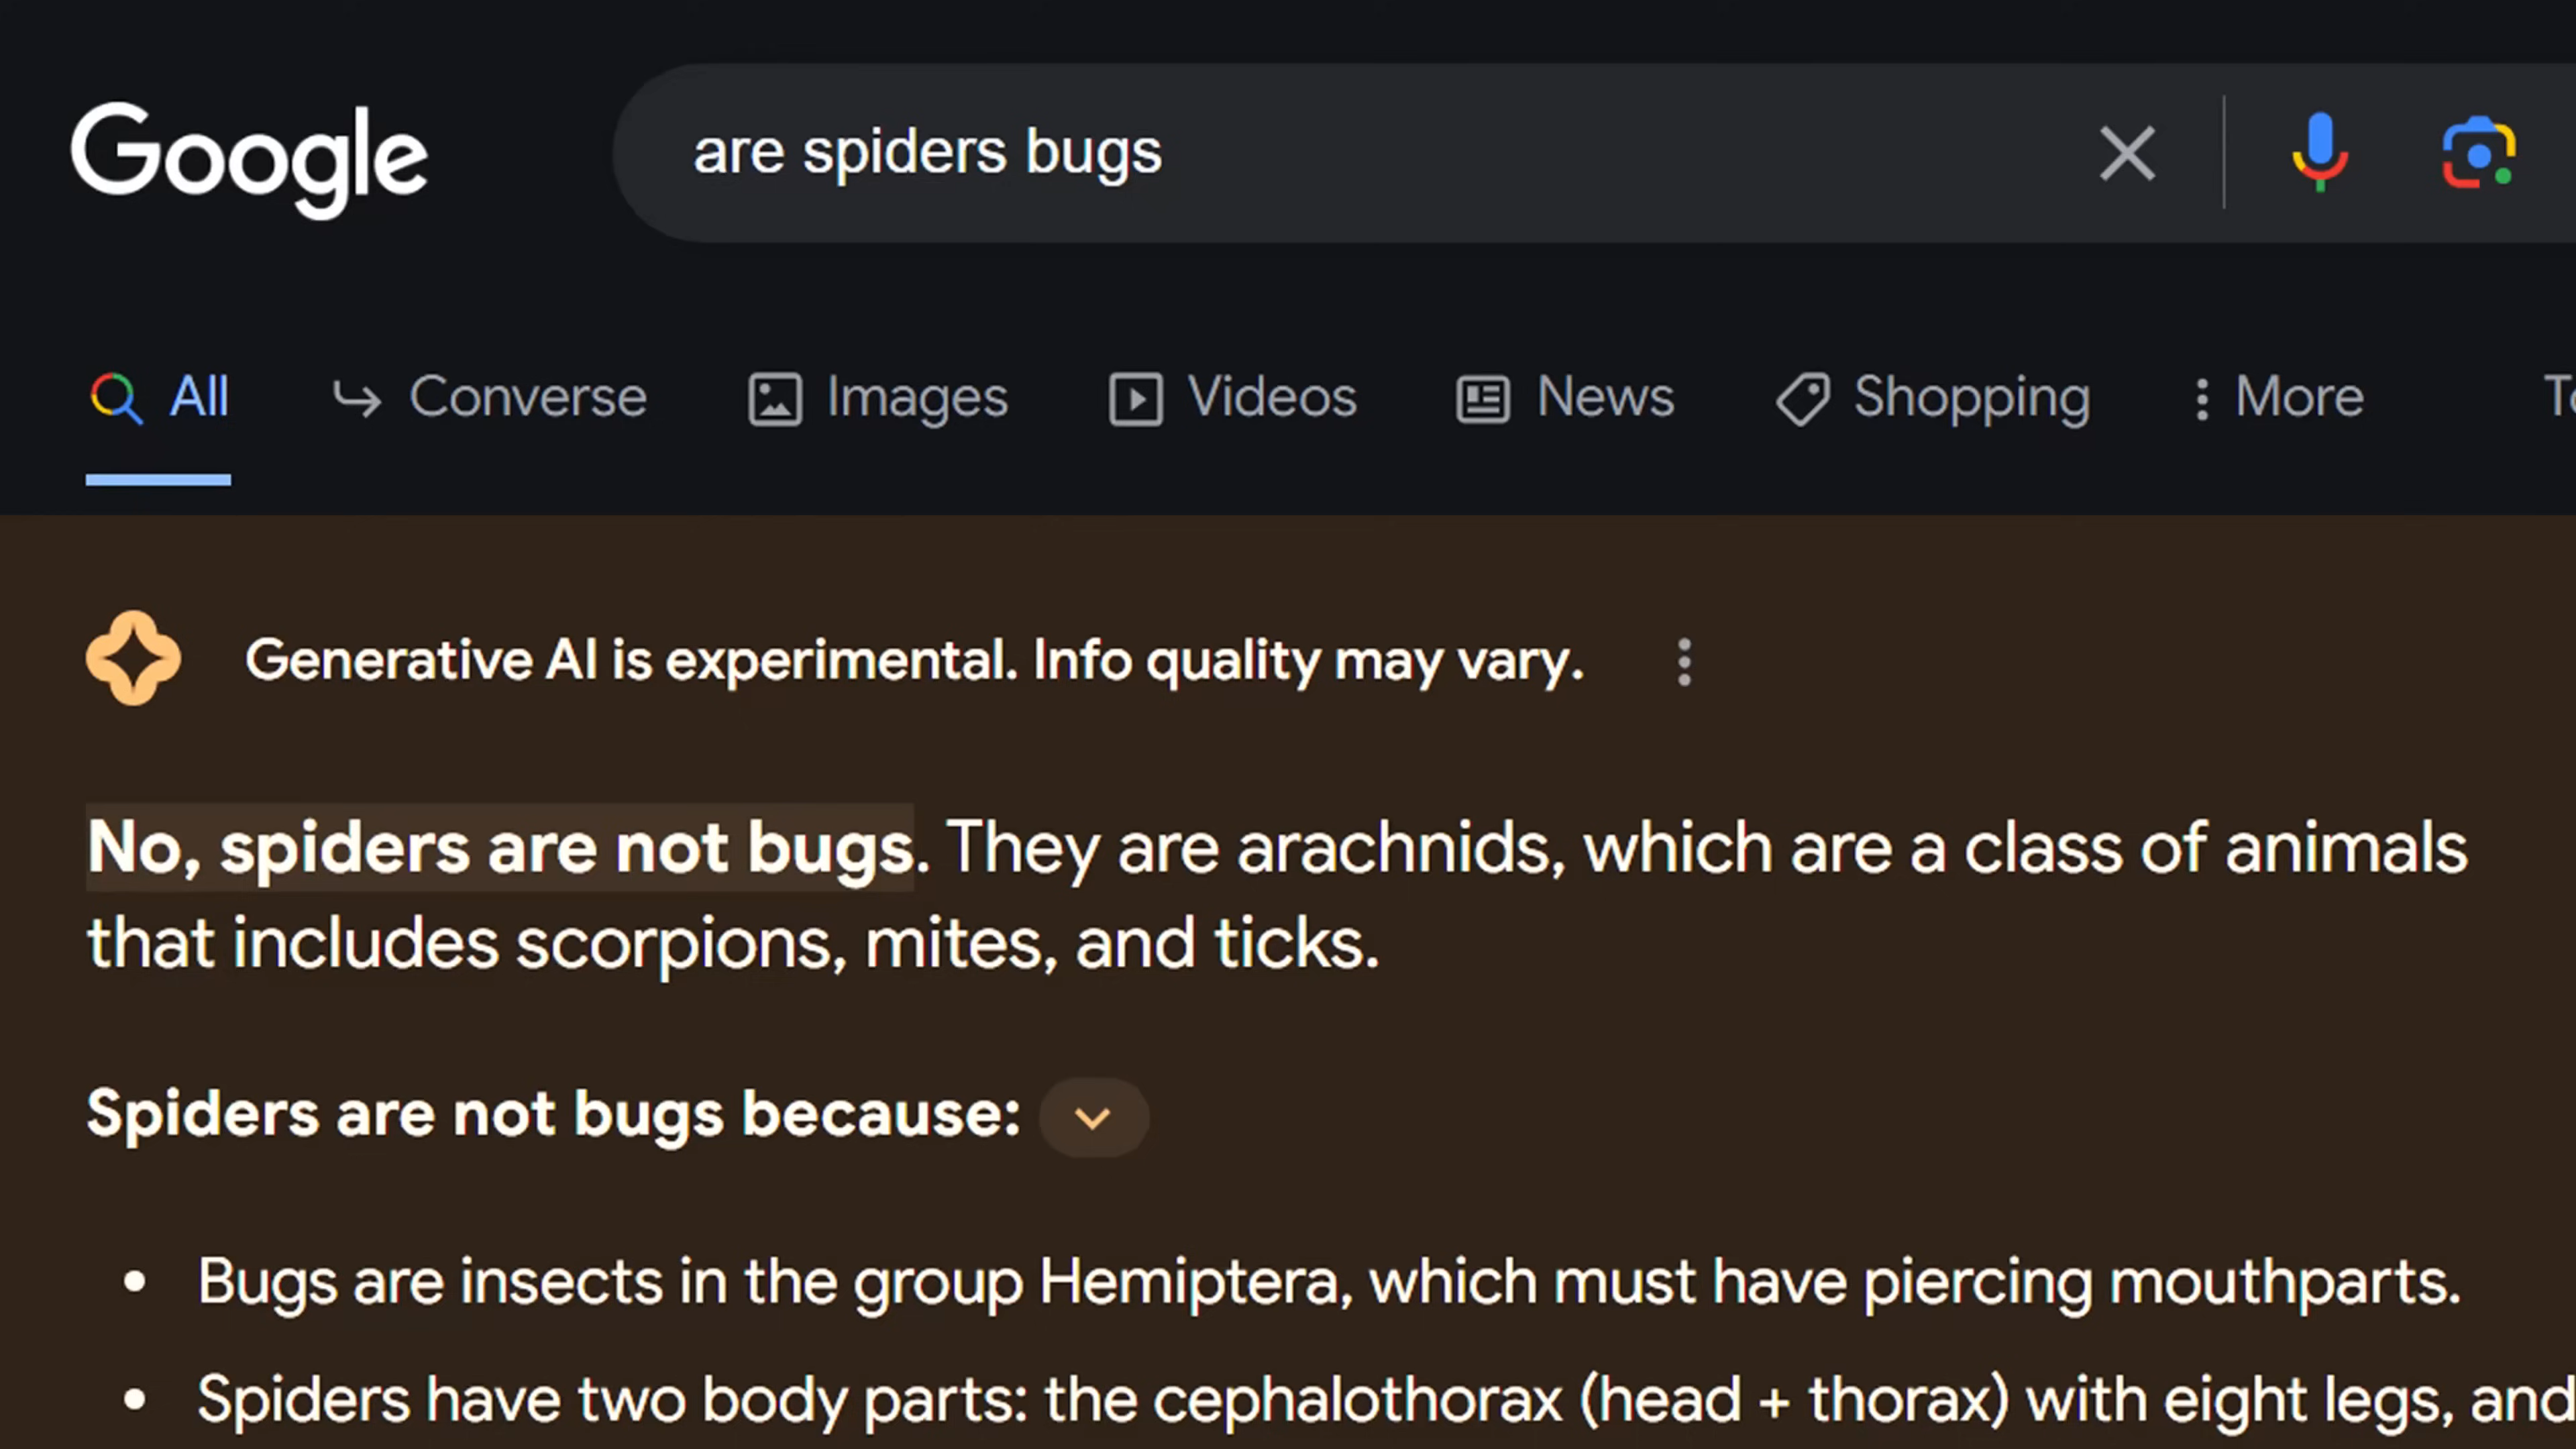 Google
are spiders bugs
All Converse Images Videos News Shopping More
Generative AI is experimental. Info quality may vary.
No, spiders are not bugs. They are arachnids, which are a class of animals
that includes scorpions, mites, and ticks.
Spiders are not bugs because:
• Bugs are insects in the group Hemiptera, which must have piercing mouthparts.
• Spiders have two body parts: the cephalothorax (head + thorax) with eight legs, and